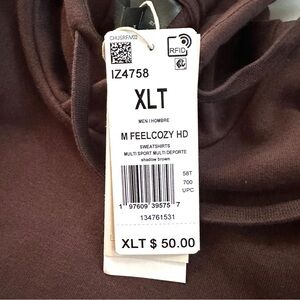 CHUSRFM02
RFID
IZ4758
XLT
MEN | HOMBRE
M FEELCOZY HD
SWEATSHIRTS
MULTI SPORT MULTI DEPORTE
shadow brown
58T
700
UPC
1 97609 39575 7
134761531
XLT $ 50.00